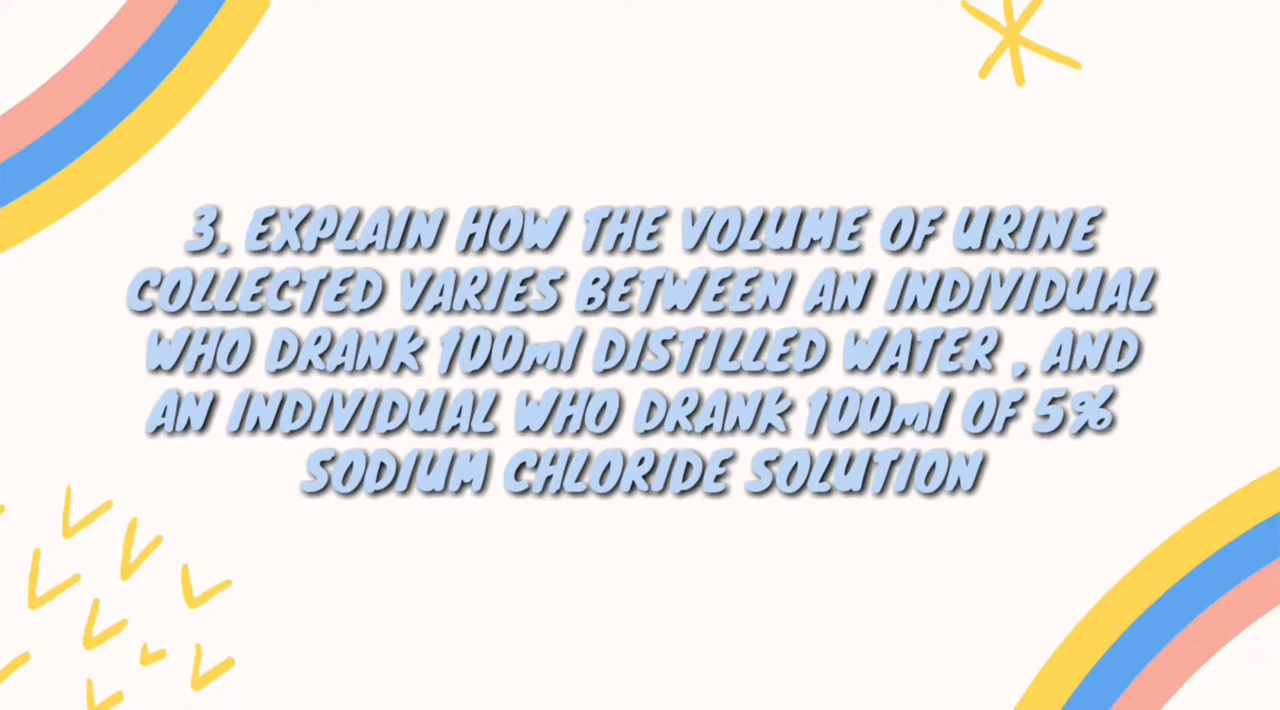 3. EXPLAIN HOW THE VOLUME OF URINE
COLLECTED VARIES BETWEEN AN INDIVIDUAL
WHO DRANK 100ml DISTILLED WATER , AND
AN INDIVIDUAL WHO DRANK 100ml OF 5%
SODIUM CHLORIDE SOLUTION